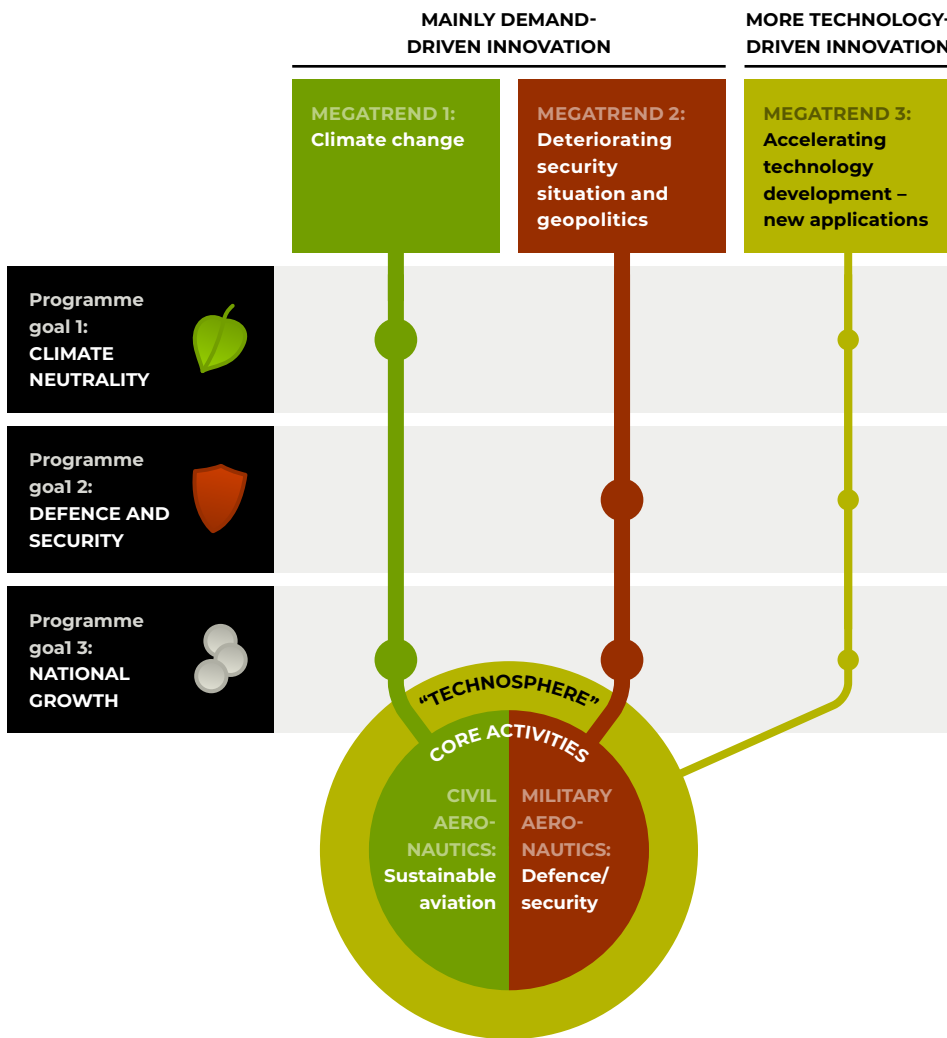 MAINLY DEMAND-
DRIVEN INNOVATION
MORE TECHNOLOGY-
DRIVEN INNOVATION
MEGATREND 1:
Climate change
MEGATREND 2:
Deteriorating
security
situation and
geopolitics
MEGATREND 3:
Accelerating
technology
development –
new applications
Programme
goal 1:
CLIMATE
NEUTRALITY
Programme
goal 2:
DEFENCE AND
SECURITY
Programme
goal 3:
NATIONAL
GROWTH
“TECHNOSPHERE”
CORE ACTIVITIES
CIVIL
AERO-
NAUTICS:
Sustainable
aviation
MILITARY
AERO-
NAUTICS:
Defence/
security